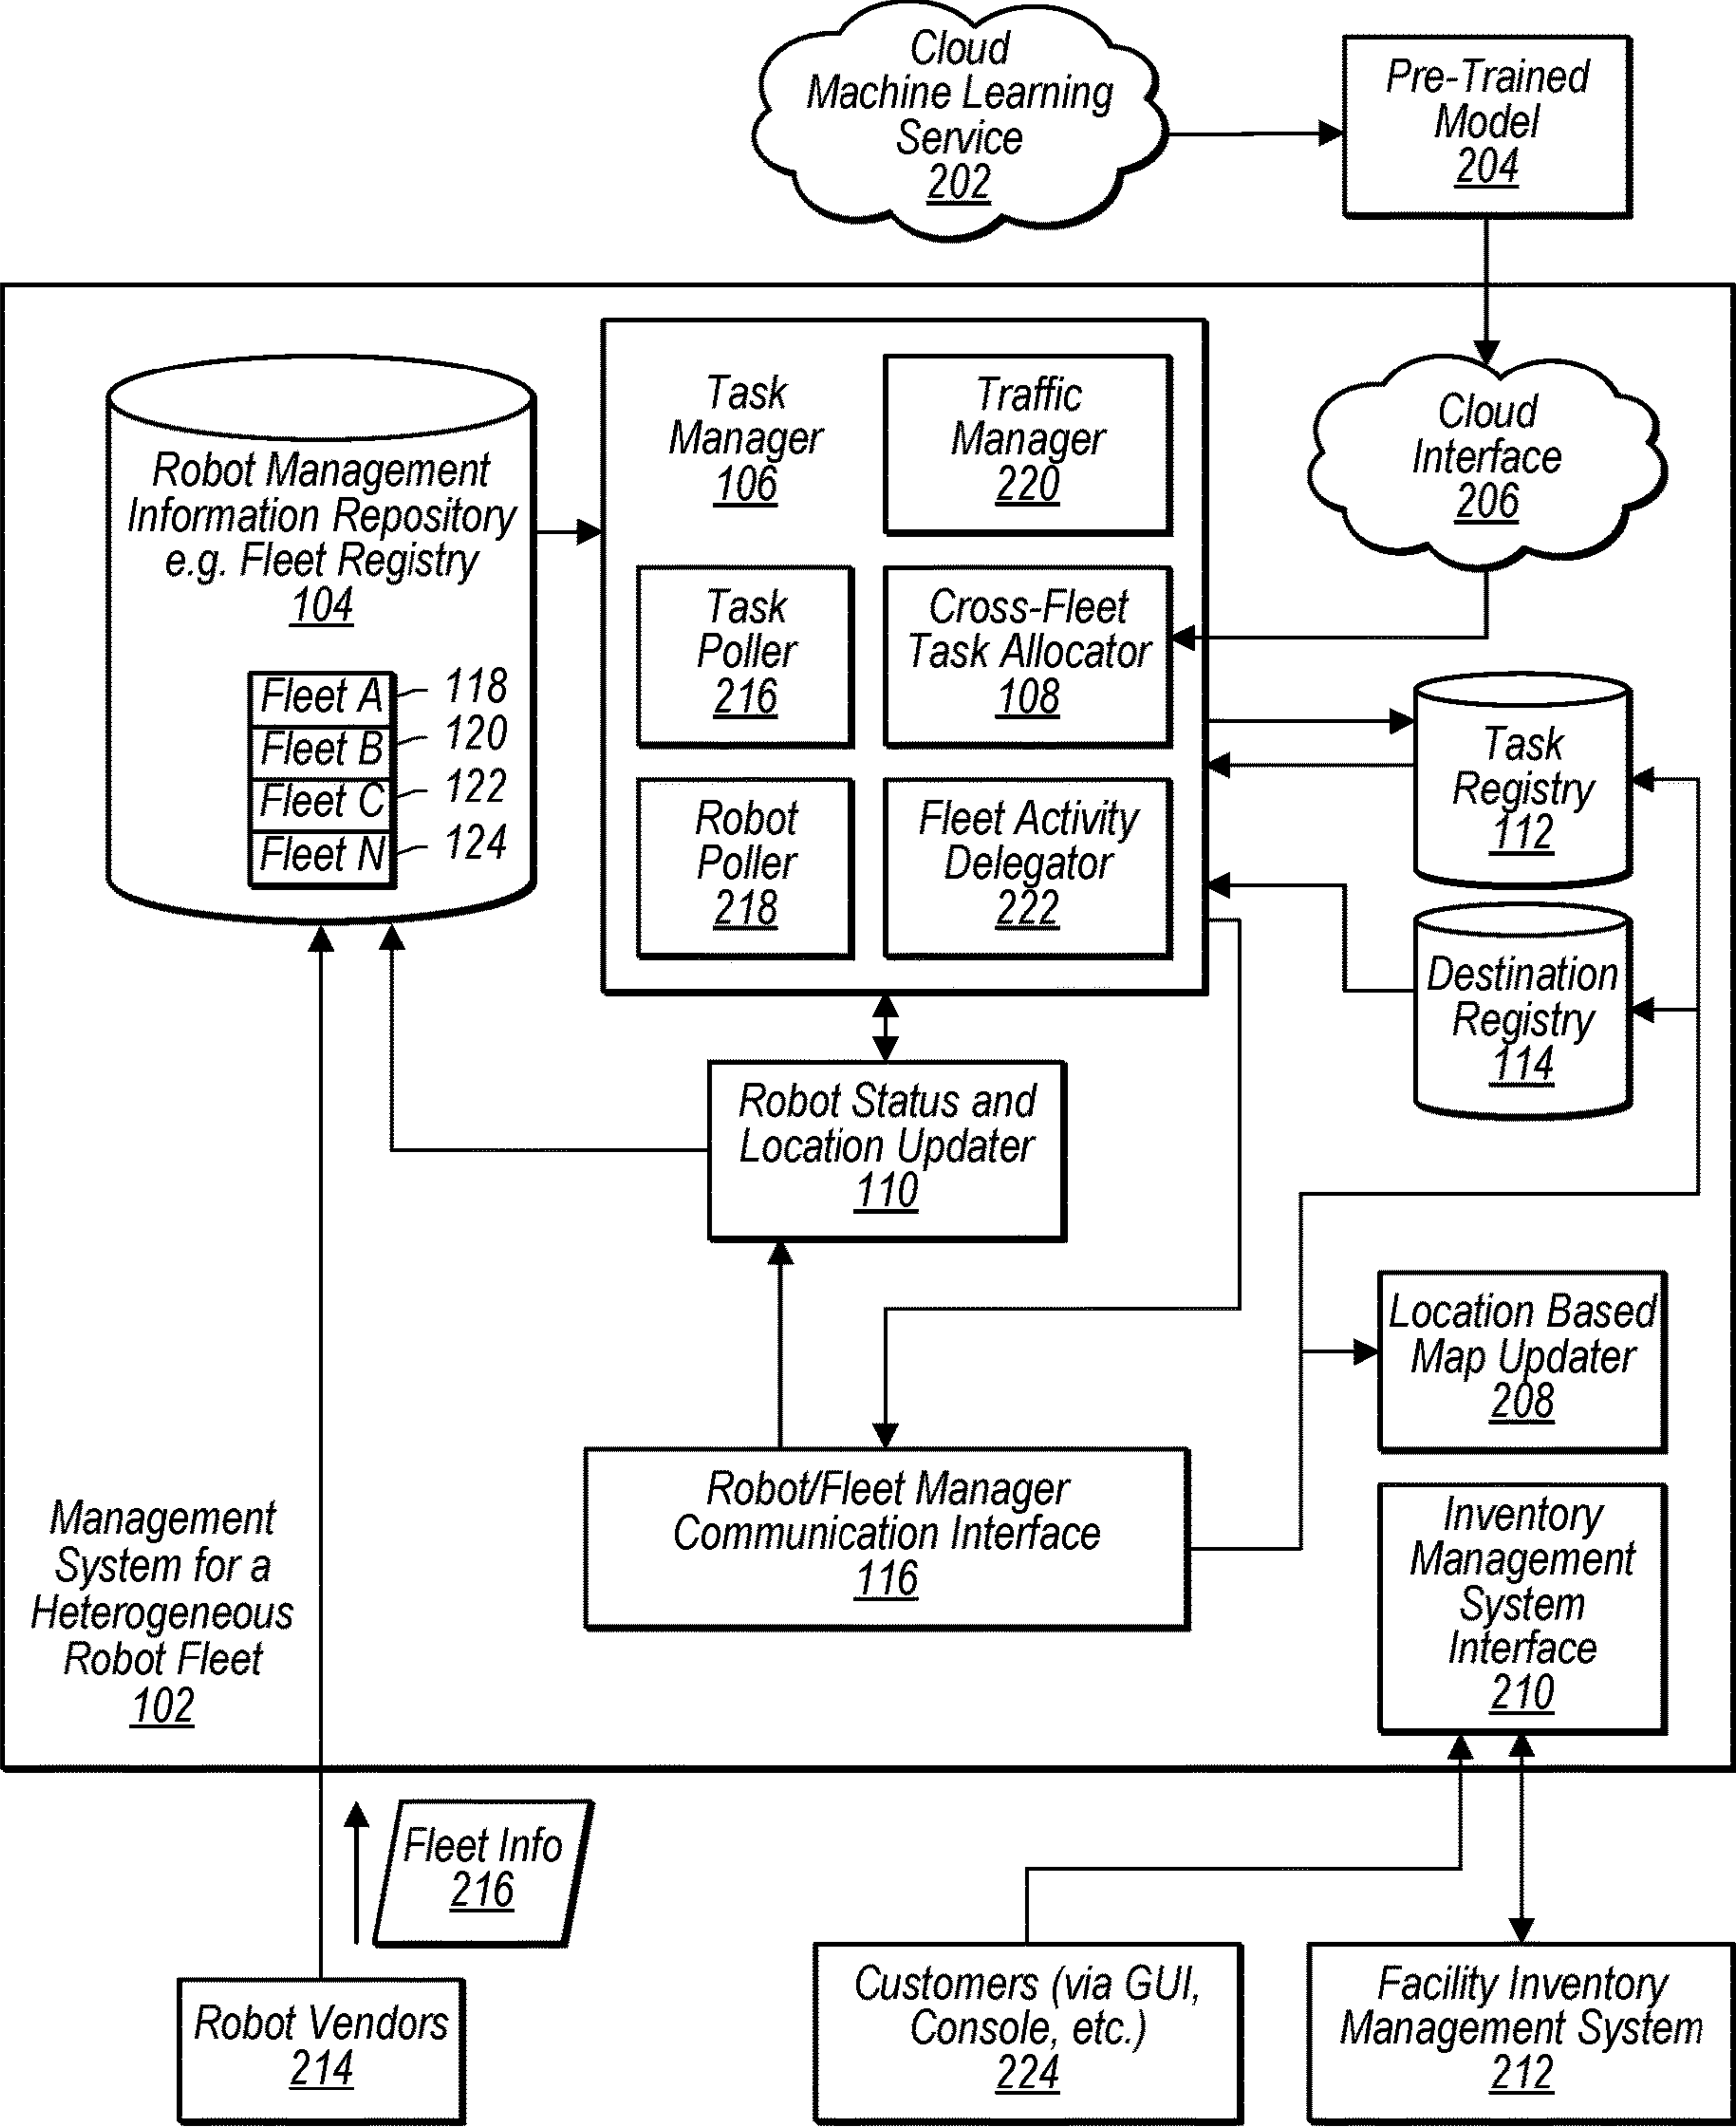 Cloud
Machine Learning
Service
202
Pre-Trained
Model
204
Robot Management
Information Repository
e.g. Fleet Registry
104
Fleet A
118
Fleet B
120
Fleet C
122
Fleet N
124
Task
Manager
106
Traffic
Manager
220
Task
Poller
216
Cross-Fleet
Task Allocator
108
Robot
Poller
218
Fleet Activity
Delegator
222
Cloud
Interface
206
Task
Registry
112
Destination
Registry
114
Robot Status and
Location Updater
110
Location Based
Map Updater
208
Robot/Fleet Manager
Communication Interface
116
Inventory
Management
System
Interface
210
Management
System for a
Heterogeneous
Robot Fleet
102
Fleet Info
216
Robot Vendors
214
Customers (via GUI,
Console, etc.)
224
Facility Inventory
Management System
212